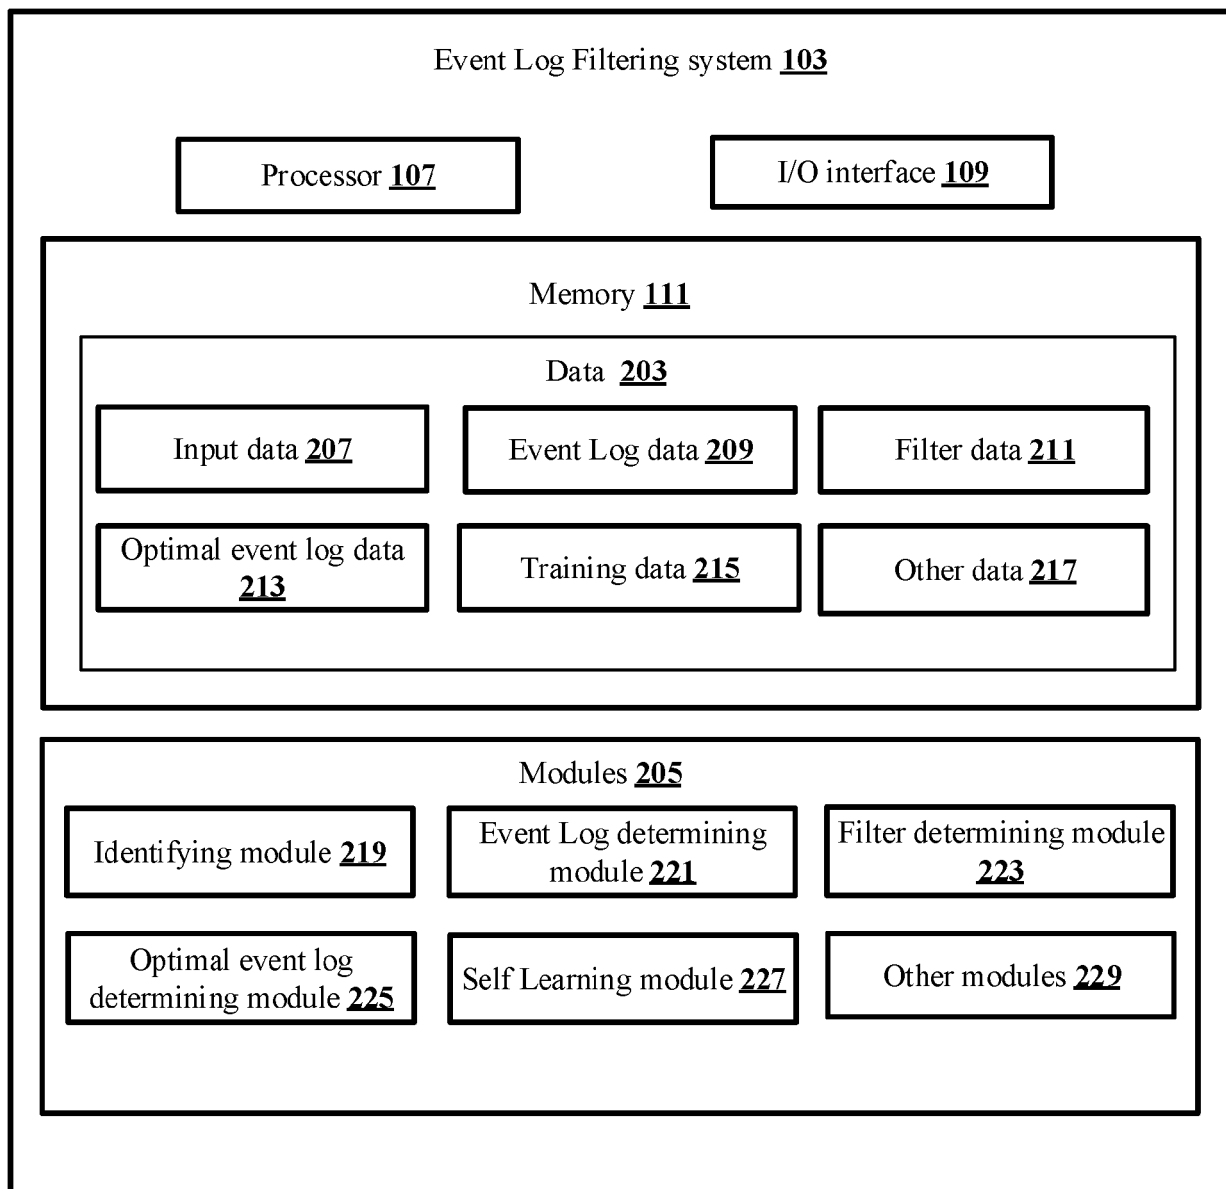 Event Log Filtering system 103
Processor 107
I/O interface 109
Memory 111
Data 203
Input data 207
Event Log data 209
Filter data 211
Optimal event log data
213
Training data 215
Other data 217
Modules 205
Identifying module 219
Event Log determining
module 221
Filter determining module
223
Optimal event log
determining module 225
Self Learning module 227
Other modules 229